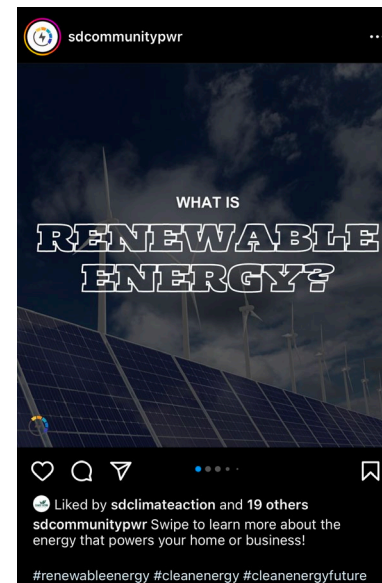 sdcommunitypwr
WHAT IS
RENEWABLE
ENERGY?
Liked by sdclimateaction and 19 others
sdcommunitypwr Swipe to learn more about the
energy that powers your home or business!
#renewableenergy #cleanenergy #cleanenergyfuture